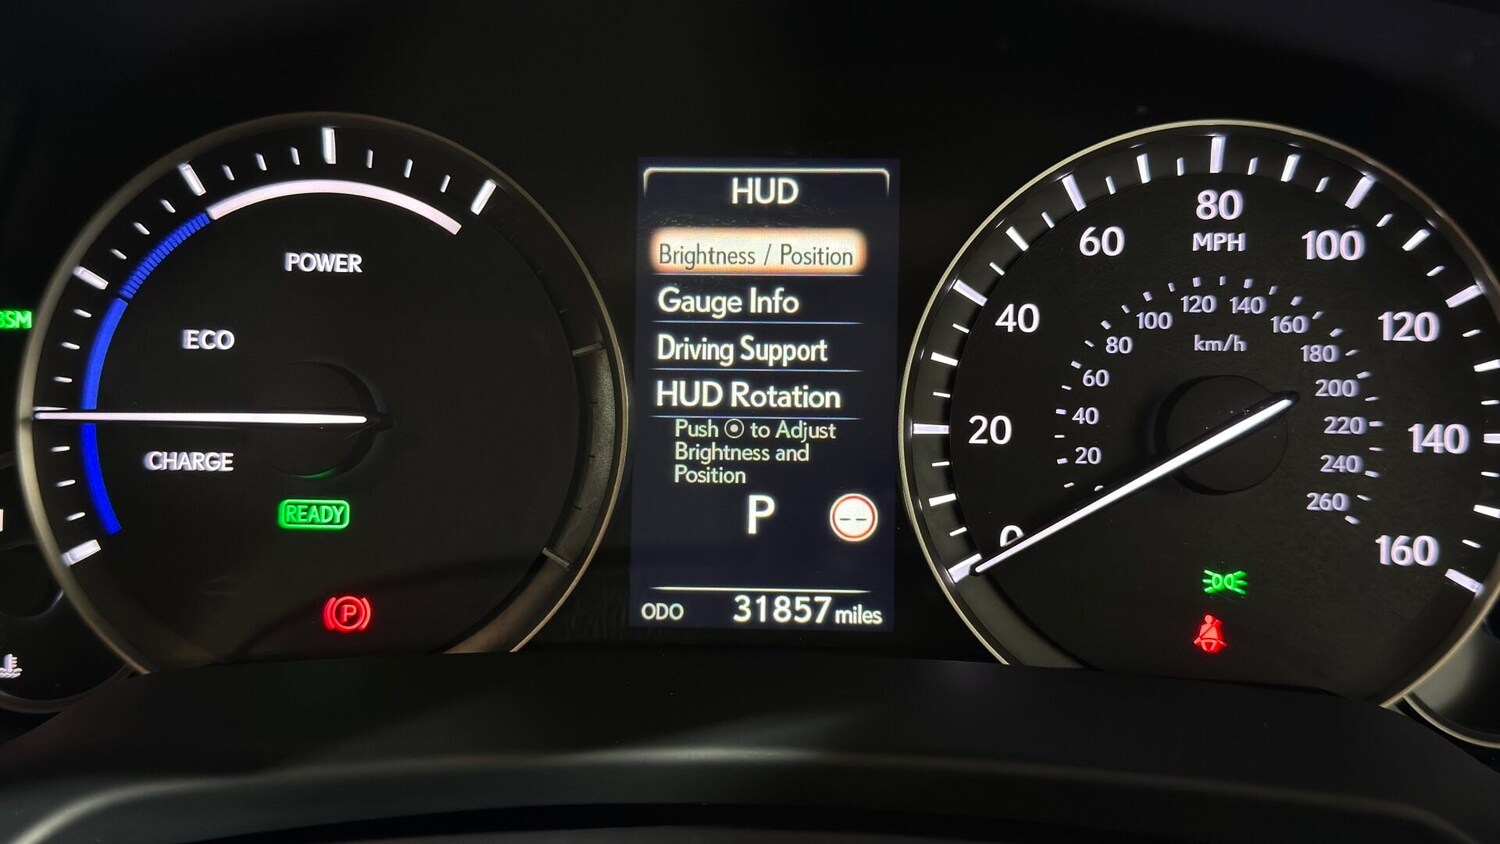 POWER
ECO
CHARGE
READY
P
HUD
Brightness / Position
Gauge Info
Driving Support
HUD Rotation
Push to Adjust
Brightness and
Position
P
--
ODO 31857 miles
0
20
40
60
80
MPH
100
120
140
160
20
40
60
80
100
120
140
160
180
200
220
240
260
km/h